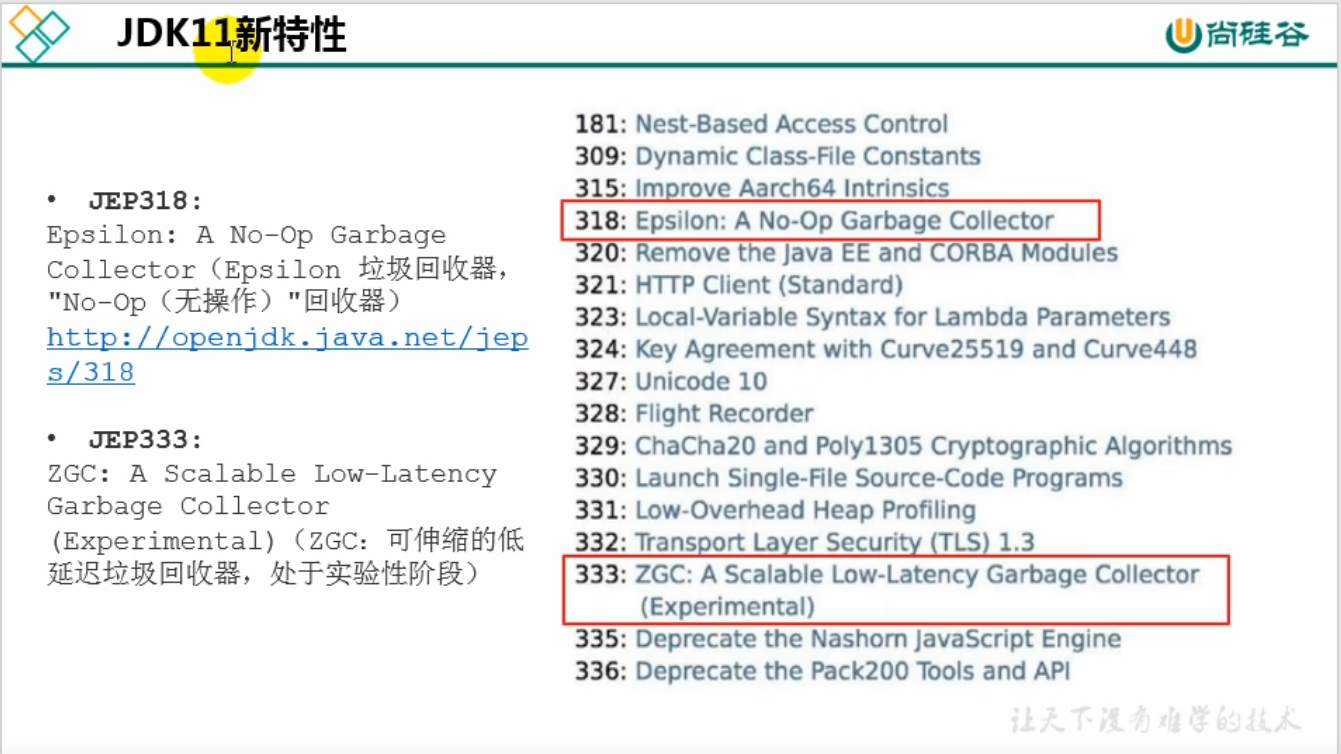 JDK11新特性
尚硅谷
• JEP318:
Epsilon: A No-Op Garbage
Collector（Epsilon 垃圾回收器，
"No-Op（无操作）"回收器）
http://openjdk.java.net/jep
s/318
• JEP333:
ZGC: A Scalable Low-Latency
Garbage Collector
(Experimental)（ZGC：可伸缩的低
延迟垃圾回收器，处于实验性阶段）
181: Nest-Based Access Control
309: Dynamic Class-File Constants
315: Improve Aarch64 Intrinsics
318: Epsilon: A No-Op Garbage Collector
320: Remove the Java EE and CORBA Modules
321: HTTP Client (Standard)
323: Local-Variable Syntax for Lambda Parameters
324: Key Agreement with Curve25519 and Curve448
327: Unicode 10
328: Flight Recorder
329: ChaCha20 and Poly1305 Cryptographic Algorithms
330: Launch Single-File Source-Code Programs
331: Low-Overhead Heap Profiling
332: Transport Layer Security (TLS) 1.3
333: ZGC: A Scalable Low-Latency Garbage Collector
(Experimental)
335: Deprecate the Nashorn JavaScript Engine
336: Deprecate the Pack200 Tools and API
让天下没有难学的技术